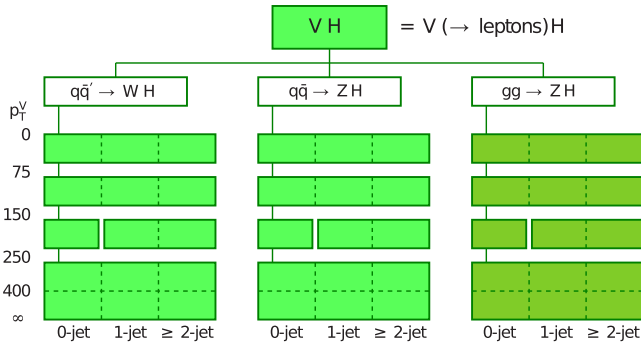 V H = V (→ leptons) H
qq̄′ → W H
qq̄ → Z H
gg → Z H
p_T^V
0
75
150
250
400
∞
0-jet 1-jet ≥ 2-jet
0-jet 1-jet ≥ 2-jet
0-jet 1-jet ≥ 2-jet